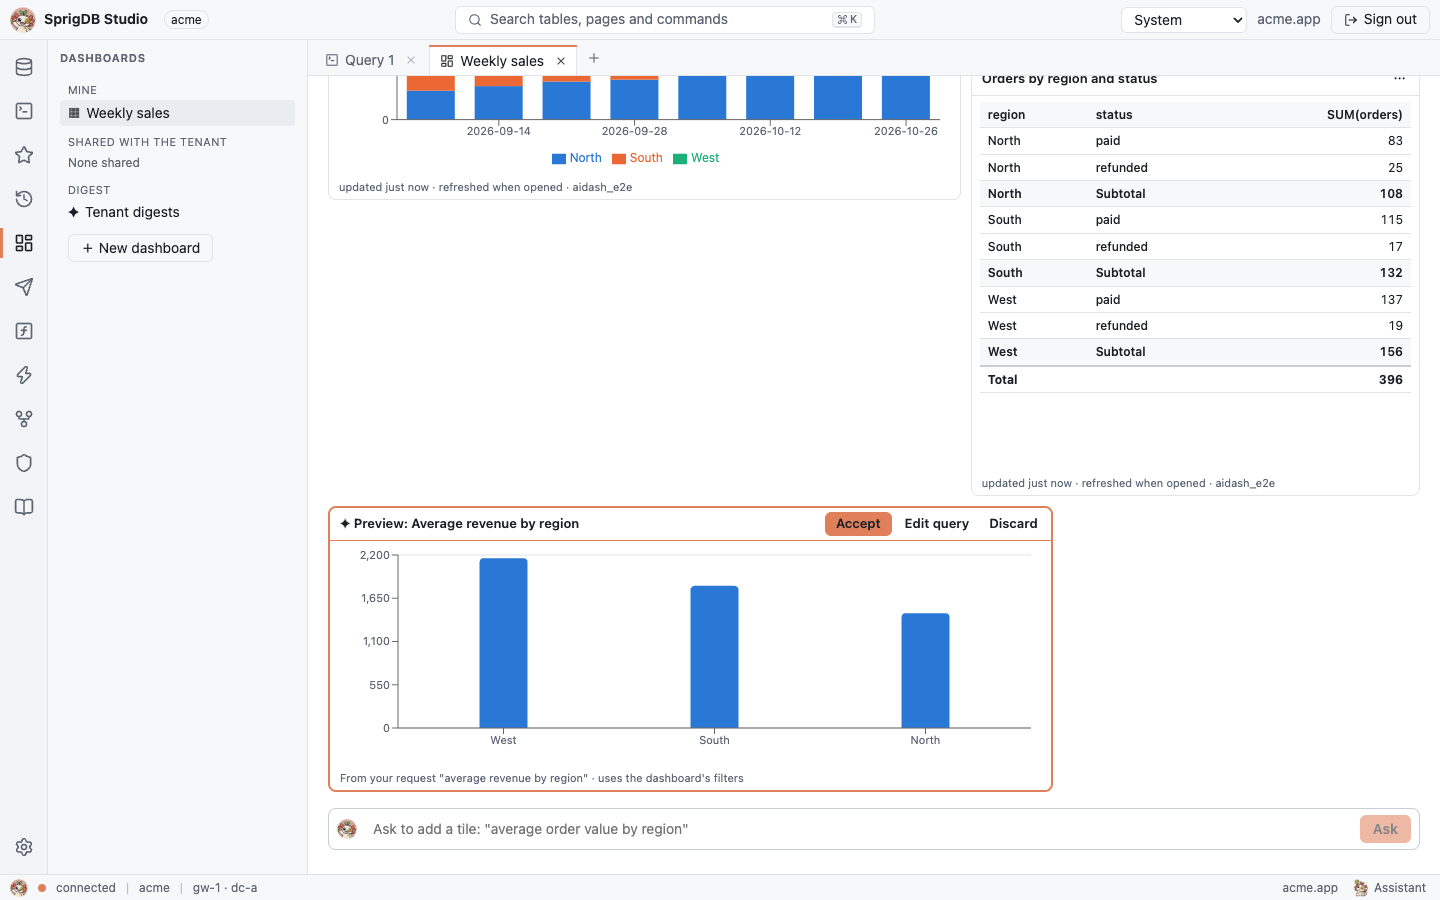 SprigDB Studio acme
Search tables, pages and commands ⌘ K
System acme.app Sign out
DASHBOARDS
MINE
Weekly sales
SHARED WITH THE TENANT
None shared
DIGEST
Tenant digests
+ New dashboard
Query 1 × Weekly sales × +
0
2026-09-14 2026-09-28 2026-10-12 2026-10-26
North South West
updated just now · refreshed when opened · aidash_e2e
Orders by region and status ...
region status SUM(orders)
North paid 83
North refunded 25
North Subtotal 108
South paid 115
South refunded 17
South Subtotal 132
West paid 137
West refunded 19
West Subtotal 156
Total 396
updated just now · refreshed when opened · aidash_e2e
✦ Preview: Average revenue by region Accept Edit query Discard
2,200
1,650
1,100
550
0
West South North
From your request "average revenue by region" · uses the dashboard's filters
Ask to add a tile: "average order value by region" Ask
connected | acme | gw-1 · dc-a
acme.app Assistant